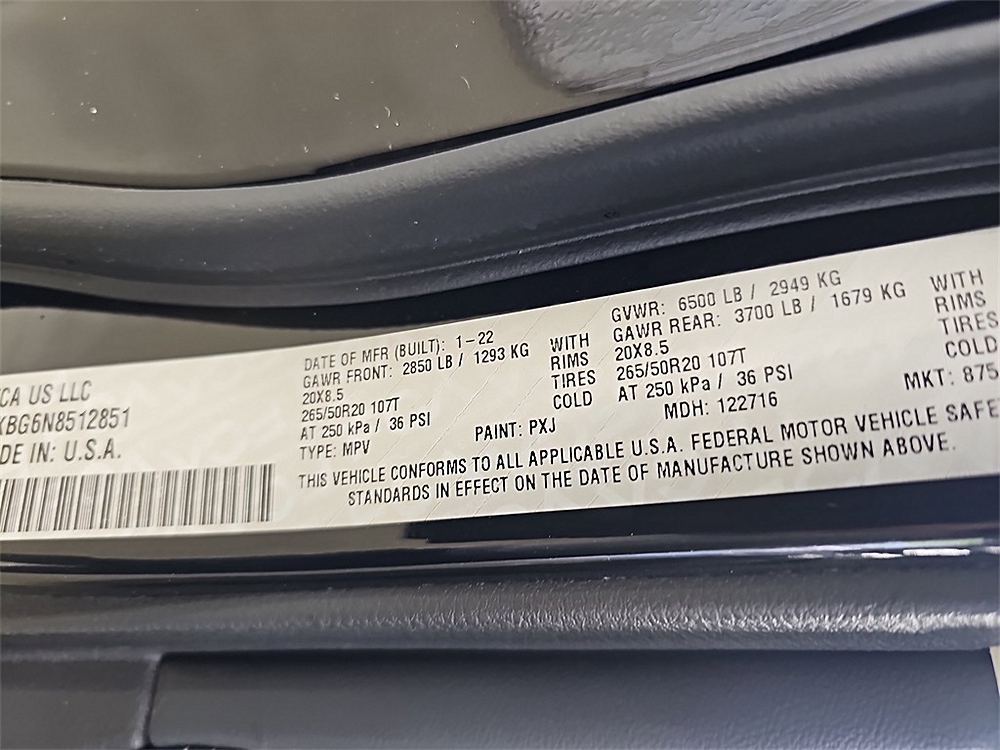 CA US LLC
KBG6N8512851
DE IN: U.S.A.
DATE OF MFR (BUILT): 1-22
GAWR FRONT: 2850 LB / 1293 KG WITH
20X8.5 RIMS
265/50R20 107T TIRES
AT 250 kPa / 36 PSI COLD
TYPE: MPV
PAINT: PXJ
GVWR: 6500 LB / 2949 KG
GAWR REAR: 3700 LB / 1679 KG WITH
20X8.5 RIMS
265/50R20 107T TIRES
AT 250 kPa / 36 PSI COLD
MDH: 122716
MKT: 875
THIS VEHICLE CONFORMS TO ALL APPLICABLE U.S.A. FEDERAL MOTOR VEHICLE SAFE
STANDARDS IN EFFECT ON THE DATE OF MANUFACTURE SHOWN ABOVE.